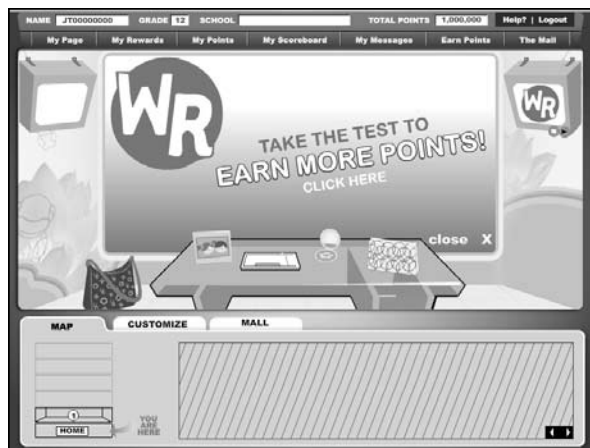 NAME JT00000000 GRADE 12 SCHOOL TOTAL POINTS 1,000,000 Help? | Logout
My Page My Rewards My Points My Scoreboard My Messages Earn Points The Mall
WR
WR
TAKE THE TEST TO
EARN MORE POINTS!
CLICK HERE
close X
MAP CUSTOMIZE MALL
1
HOME
YOU
ARE
HERE